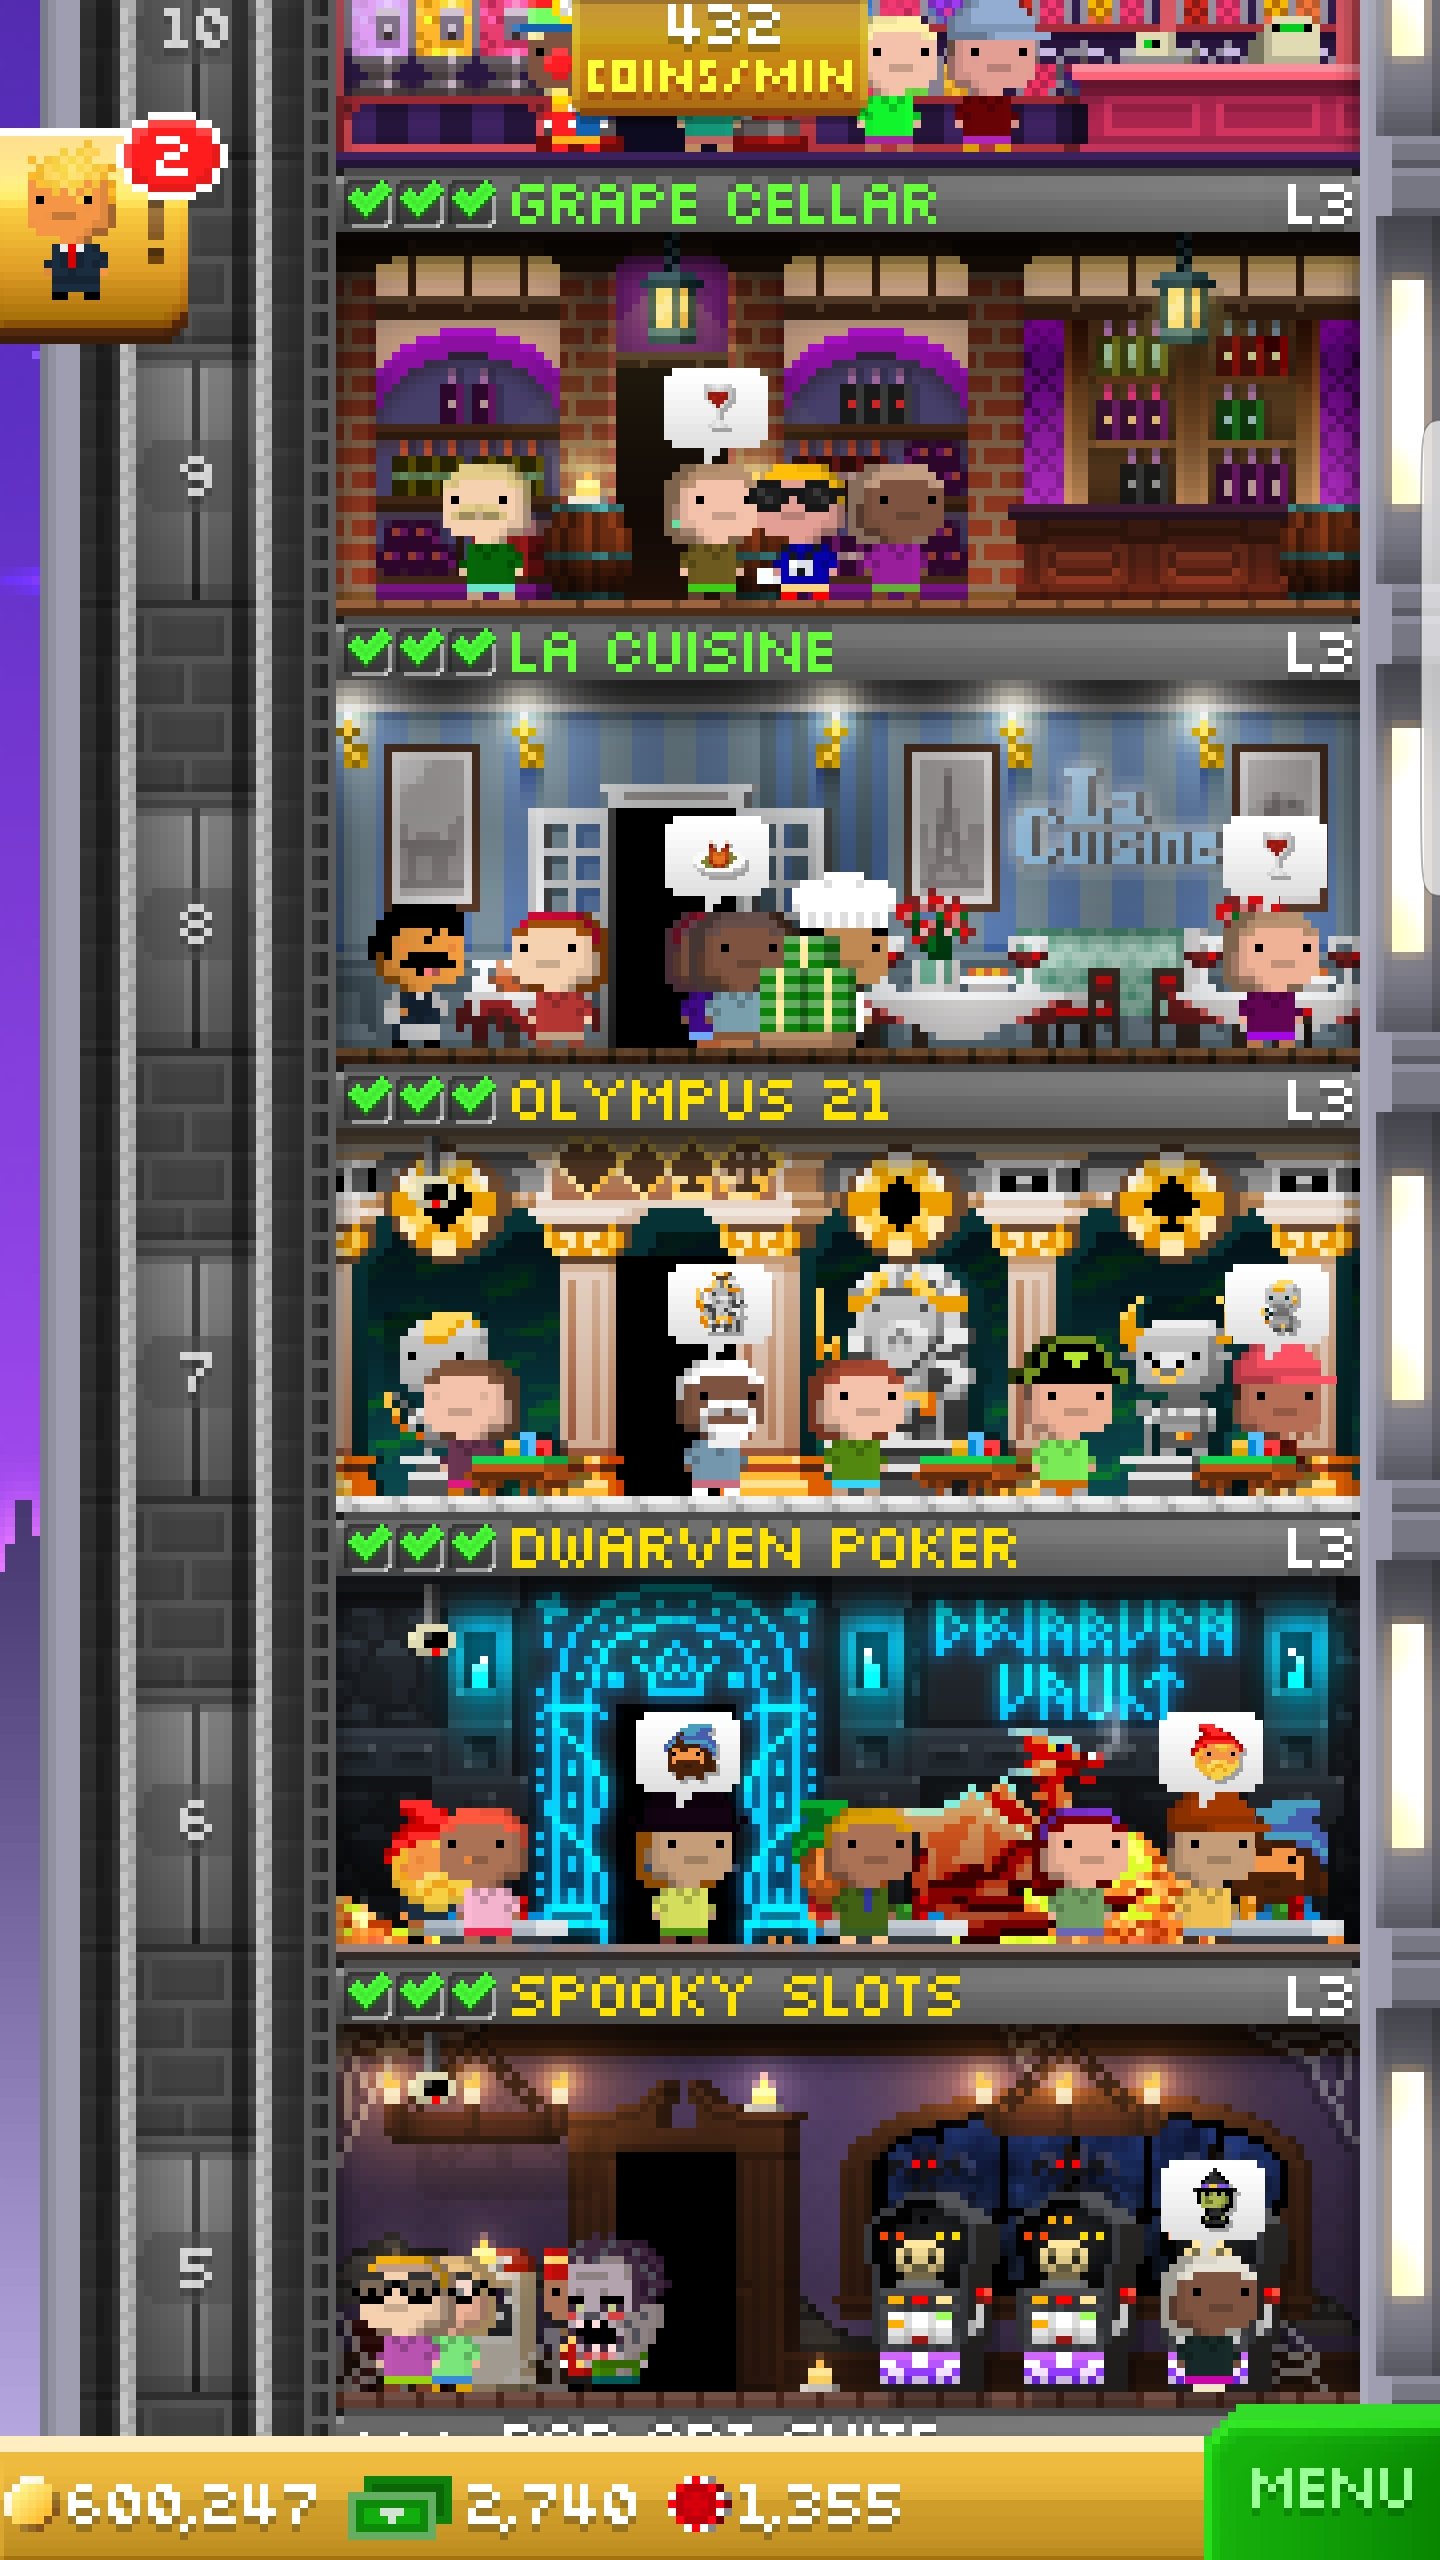 10
432
COINS/MIN
2
!
GRAPE CELLAR L3
9
LA CUISINE L3
La
Cuisine
8
OLYMPUS 21 L3
7
DWARVEN POKER L3
DWARVEN
VAULT
6
SPOOKY SLOTS L3
5
600,247 2,740 1,355
MENU